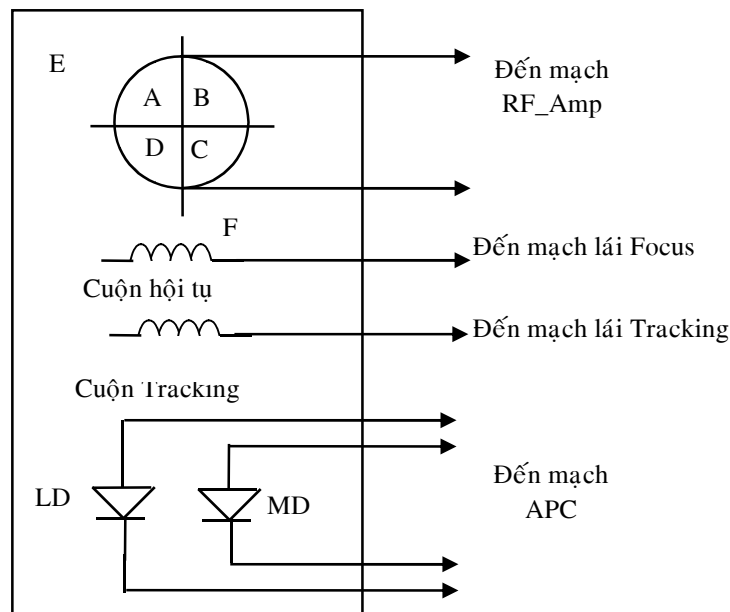 E
A B
D C
Đến mạch
RF_Amp
F
Đến mạch lái Focus
Cuộn hội tụ
Đến mạch lái Tracking
Cuộn Tracking
LD
MD
Đến mạch
APC